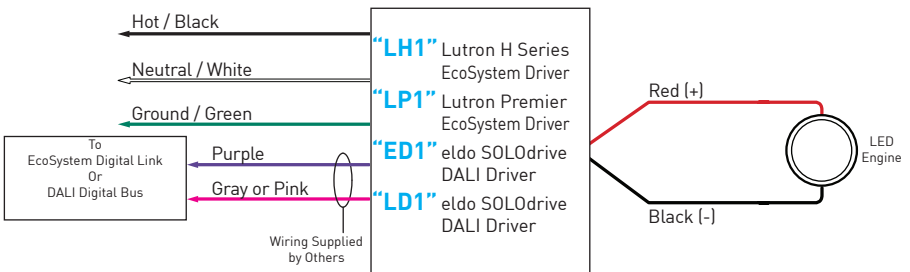 Hot / Black
Neutral / White
Ground / Green
To
EcoSystem Digital Link
Or
DALI Digital Bus
Purple
Gray or Pink
Wiring Supplied
by Others
“LH1” Lutron H Series
EcoSystem Driver
“LP1” Lutron Premier
EcoSystem Driver
“ED1” eldo SOLOdrive
DALI Driver
“LD1” eldo SOLOdrive
DALI Driver
Red (+)
Black (-)
LED
Engine